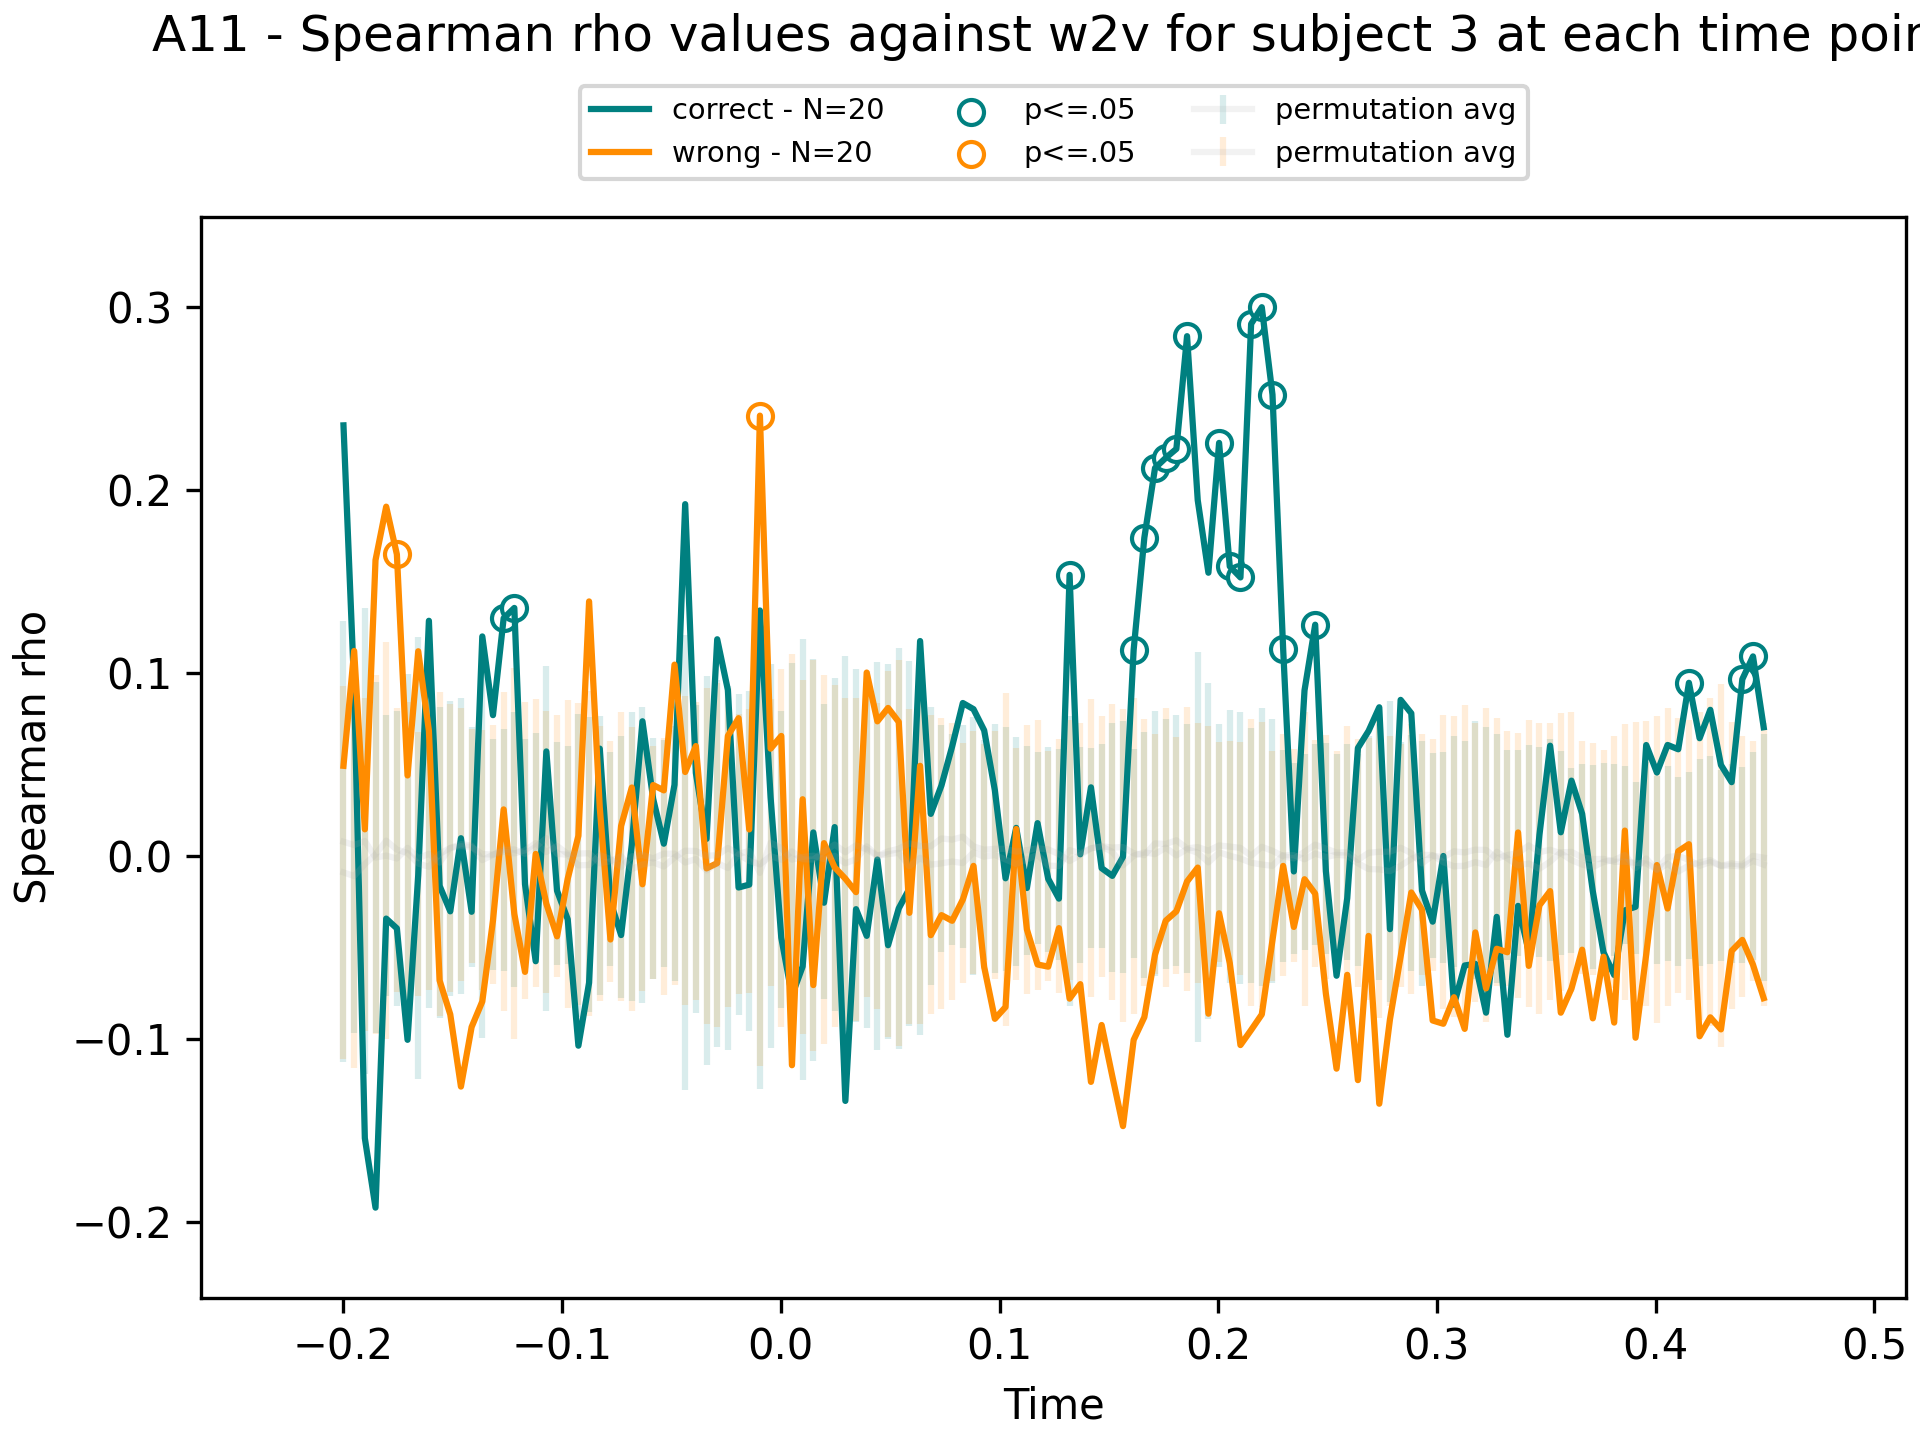 A11 - Spearman rho values against w2v for subject 3 at each time
correct - N=20 p<=.05 permutation avg
wrong - N=20 p<=.05 permutation avg
0.3
0.2
0.1
0.0
−0.1
−0.2
Spearman rho
−0.2 −0.1 0.0 0.1 0.2 0.3 0.4 0.5
Time